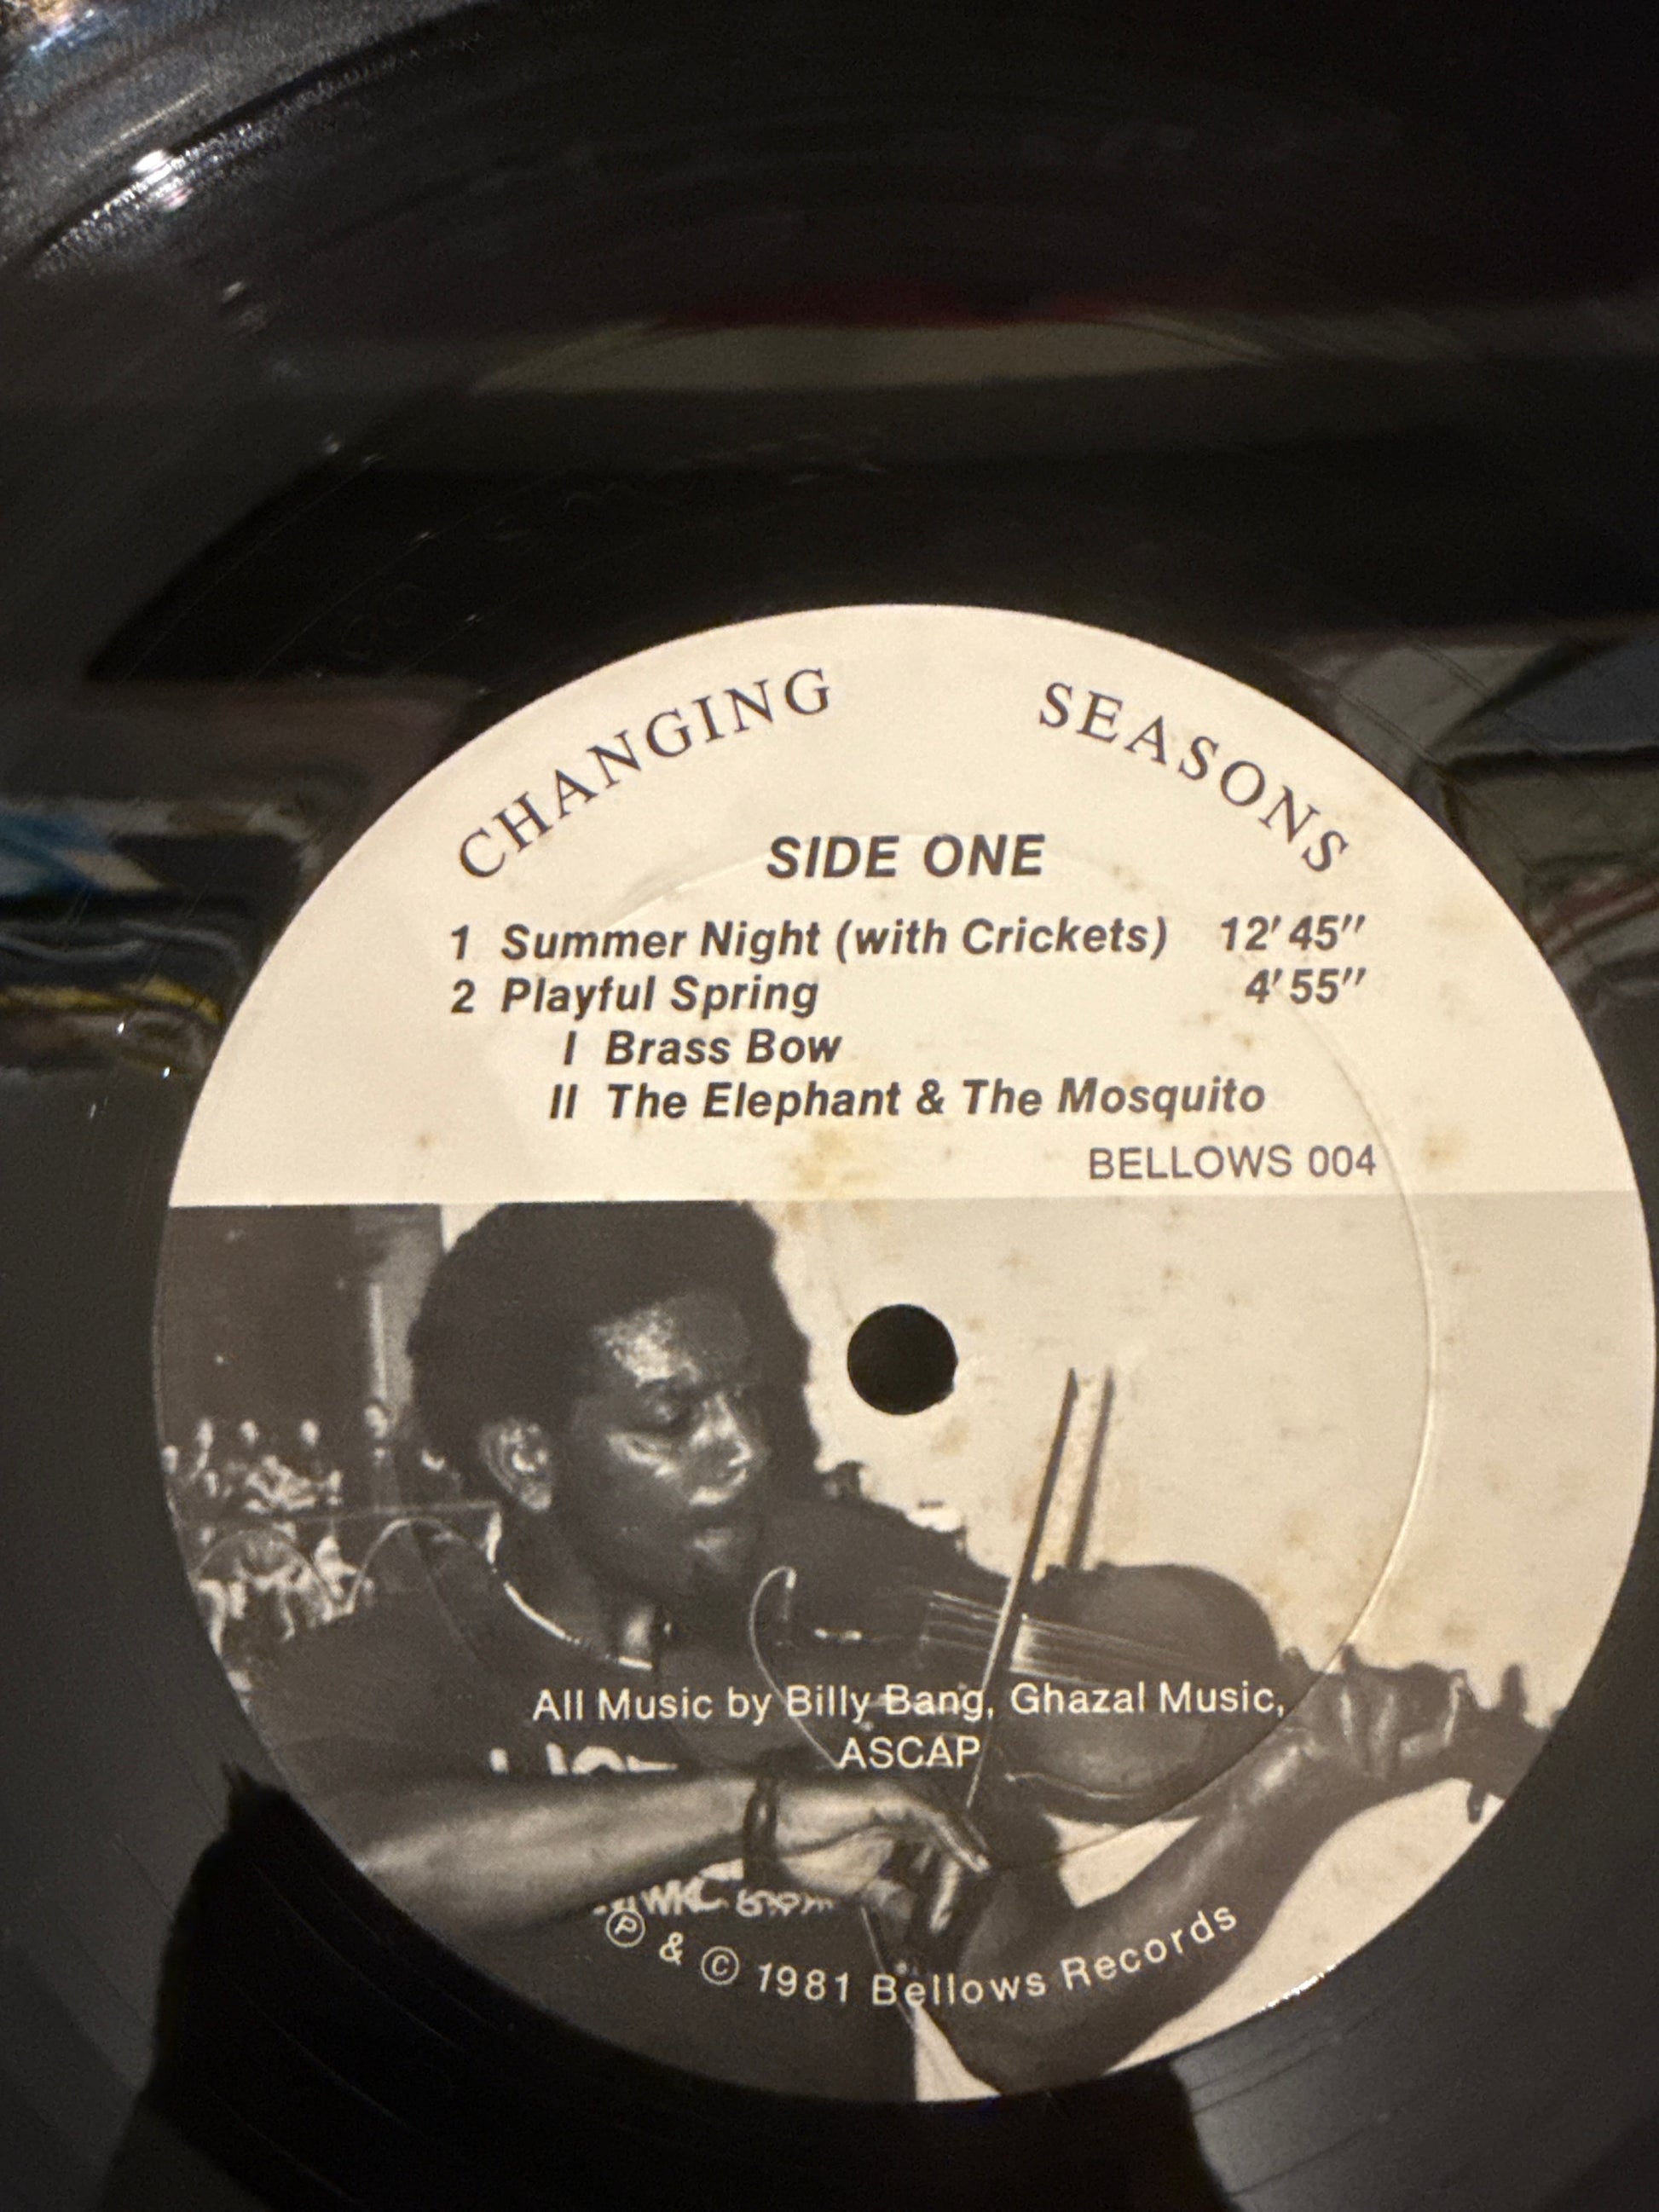 CHANGING SEASONS
SIDE ONE
1 Summer Night (with Crickets) 12'45"
2 Playful Spring 4'55"
I Brass Bow
II The Elephant & The Mosquito
BELLOWS 004
All Music by Billy Bang, Ghazal Music,
ASCAP
Ⓟ & © 1981 Bellows Records